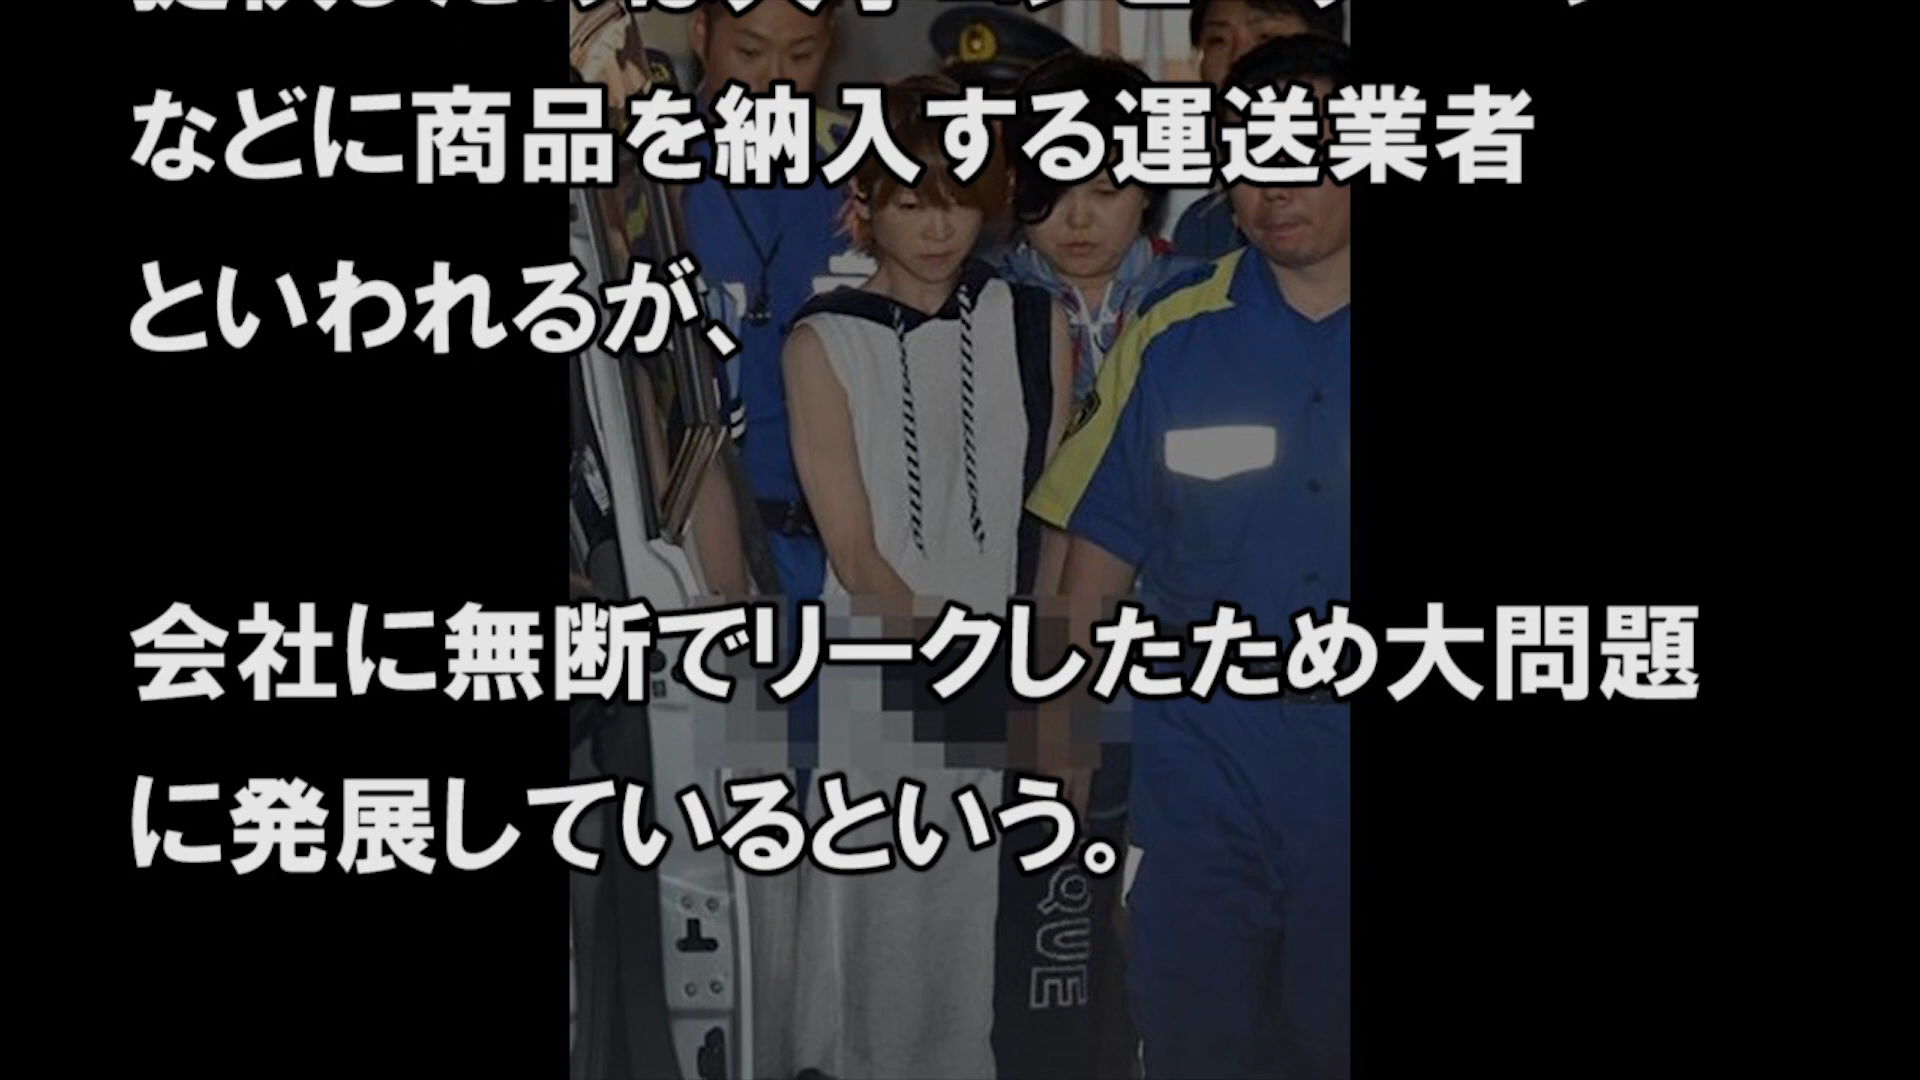 などに商品を納入する運送業者
といわれるが、
会社に無断でリークしたため大問題
に発展しているという。
QUE